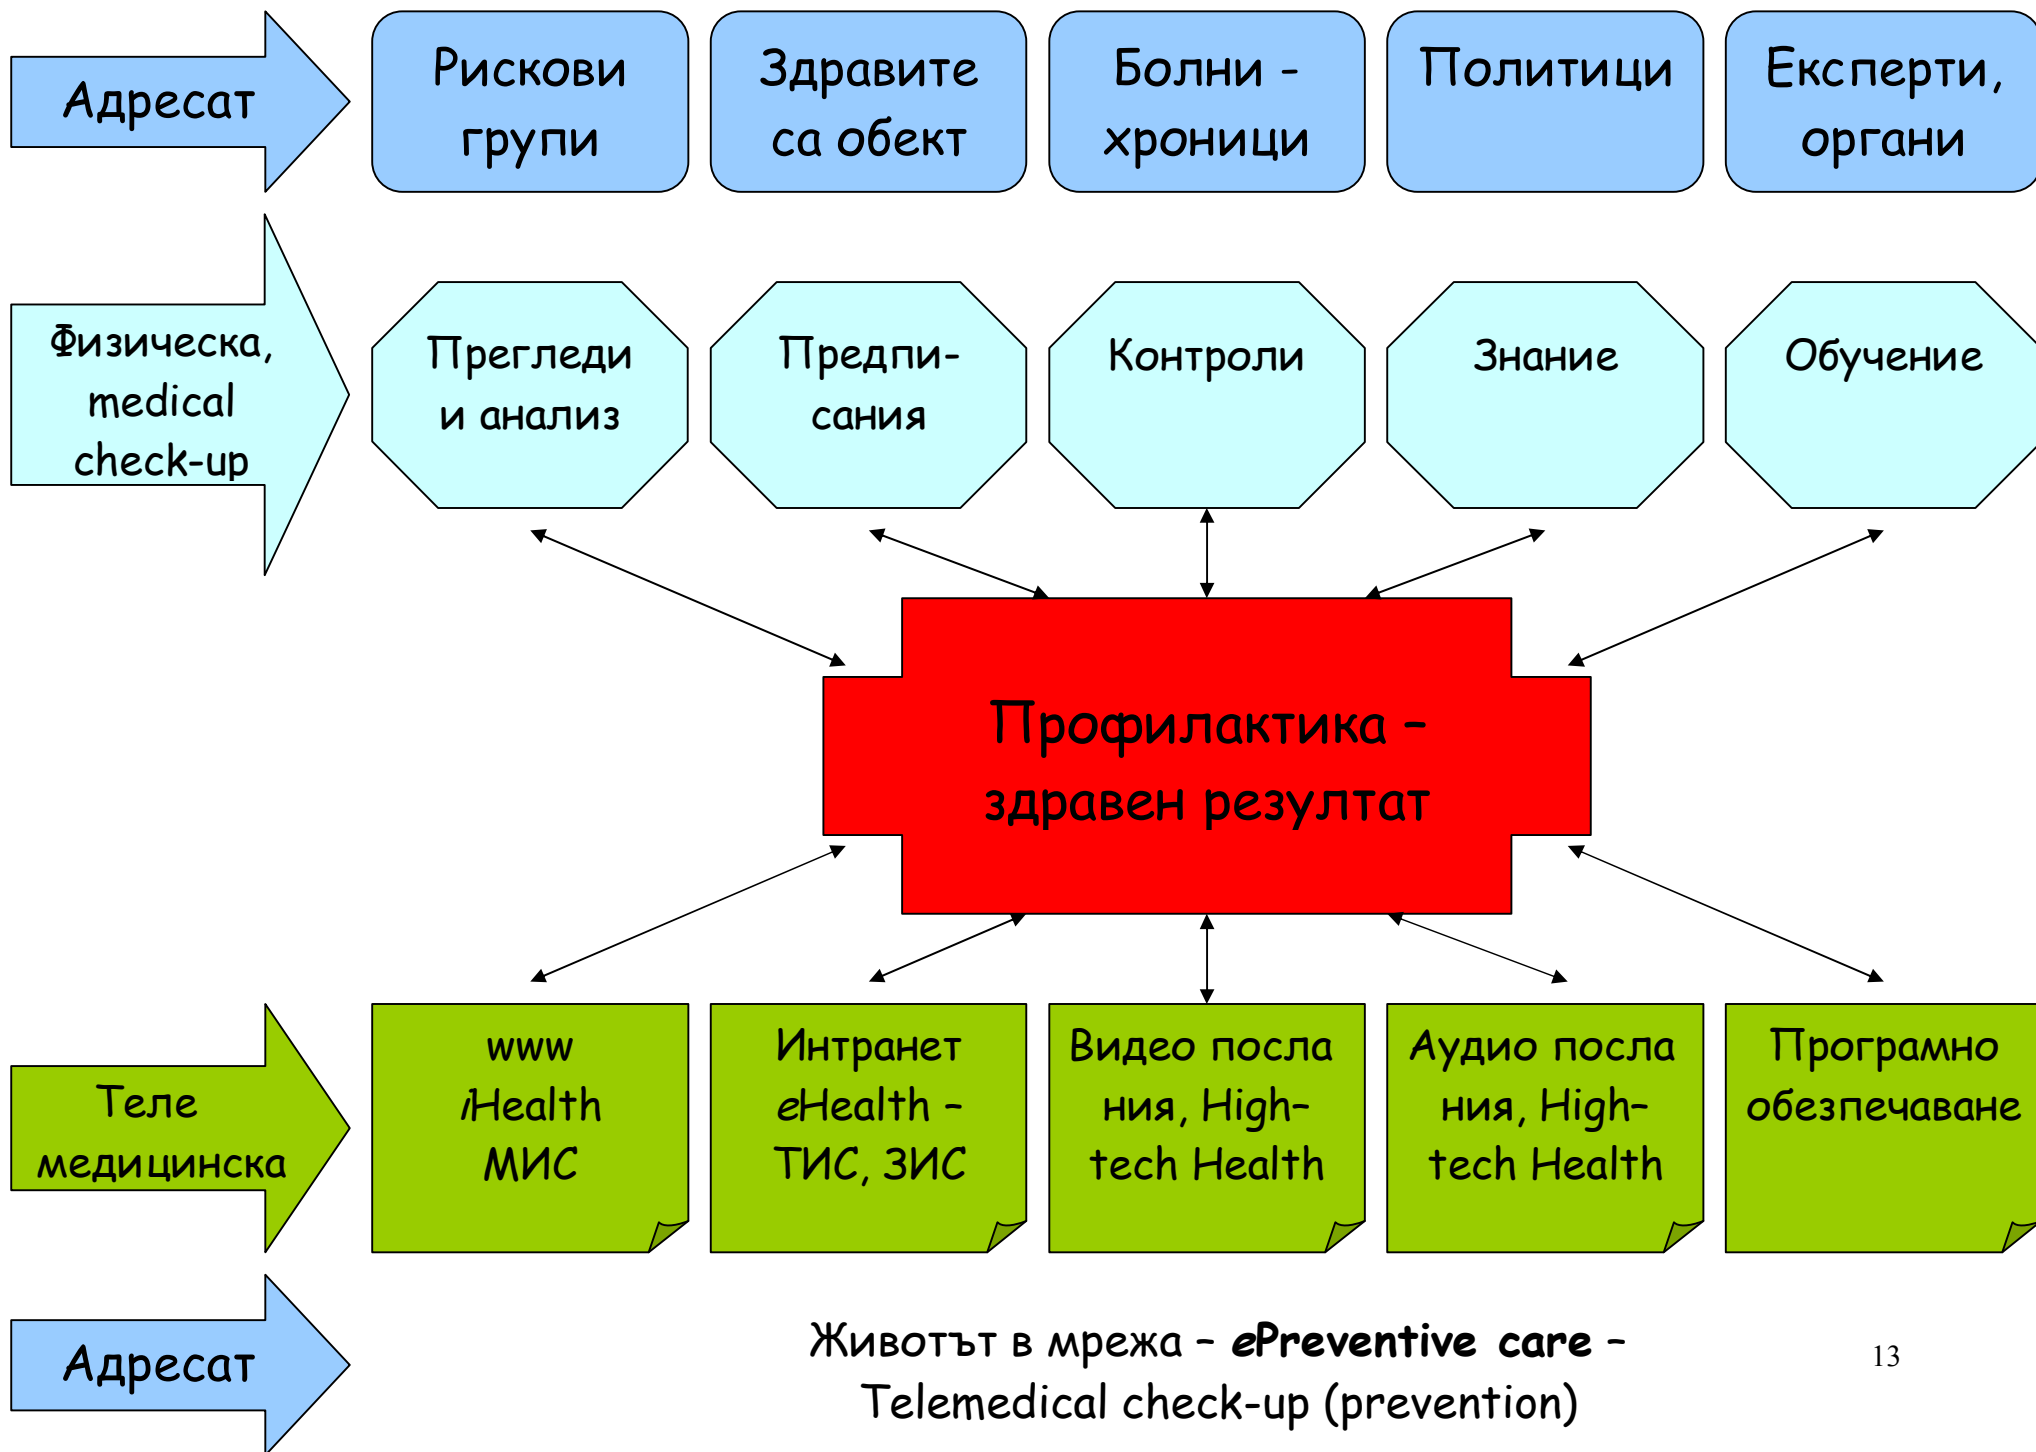 Адресат
Рискови
групи
Здравите
са обект
Болни -
хроници
Политици
Експерти,
органи
Физическа,
medical
check-up
Прегледи
и анализ
Предпи-
сания
Контроли
Знание
Обучение
Профилактика –
здравен резултат
Теле
медицинска
www
iHealth
МИС
Интранет
eHealth –
ТИС, ЗИС
Видео посла
ния, High–
tech Health
Аудио посла
ния, High–
tech Health
Програмно
обезпечаване
Адресат
Животът в мрежа – ePreventive care –
Telemedical check-up (prevention)
13